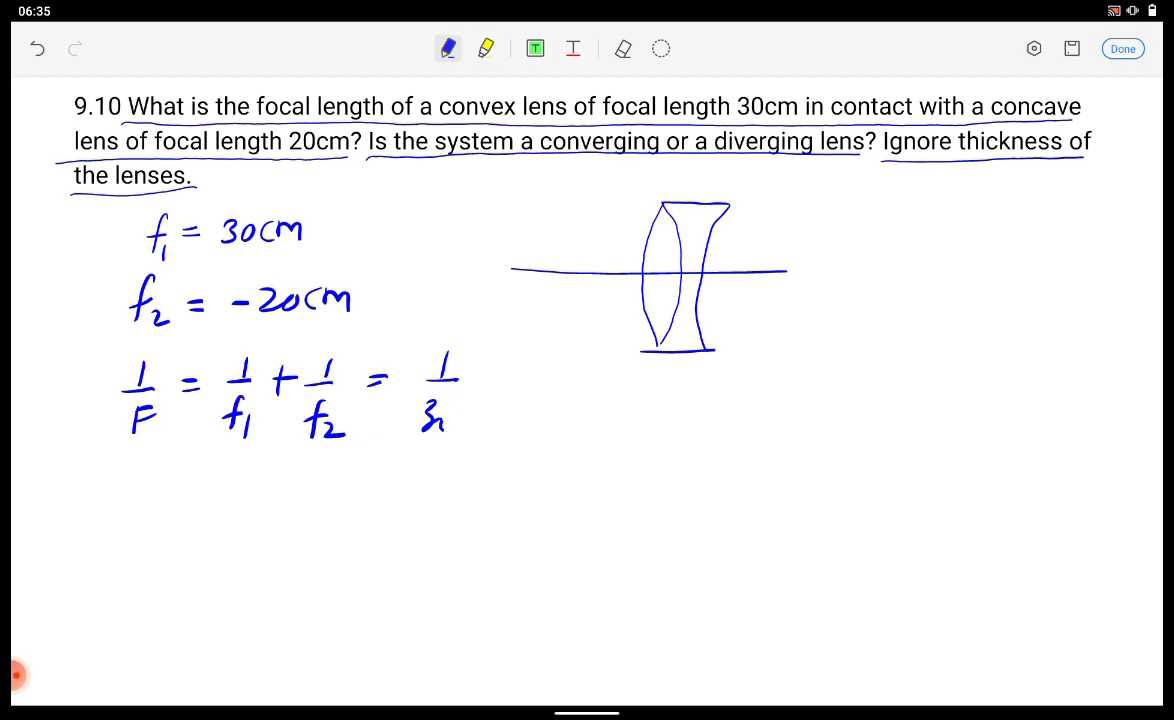 06:35
T T Done
9.10 What is the focal length of a convex lens of focal length 30cm in contact with a concave
lens of focal length 20cm? Is the system a converging or a diverging lens? Ignore thickness of
the lenses.
f₁ = 30cm
f₂ = -20cm
1/F = 1/f₁ + 1/f₂ = 1/3